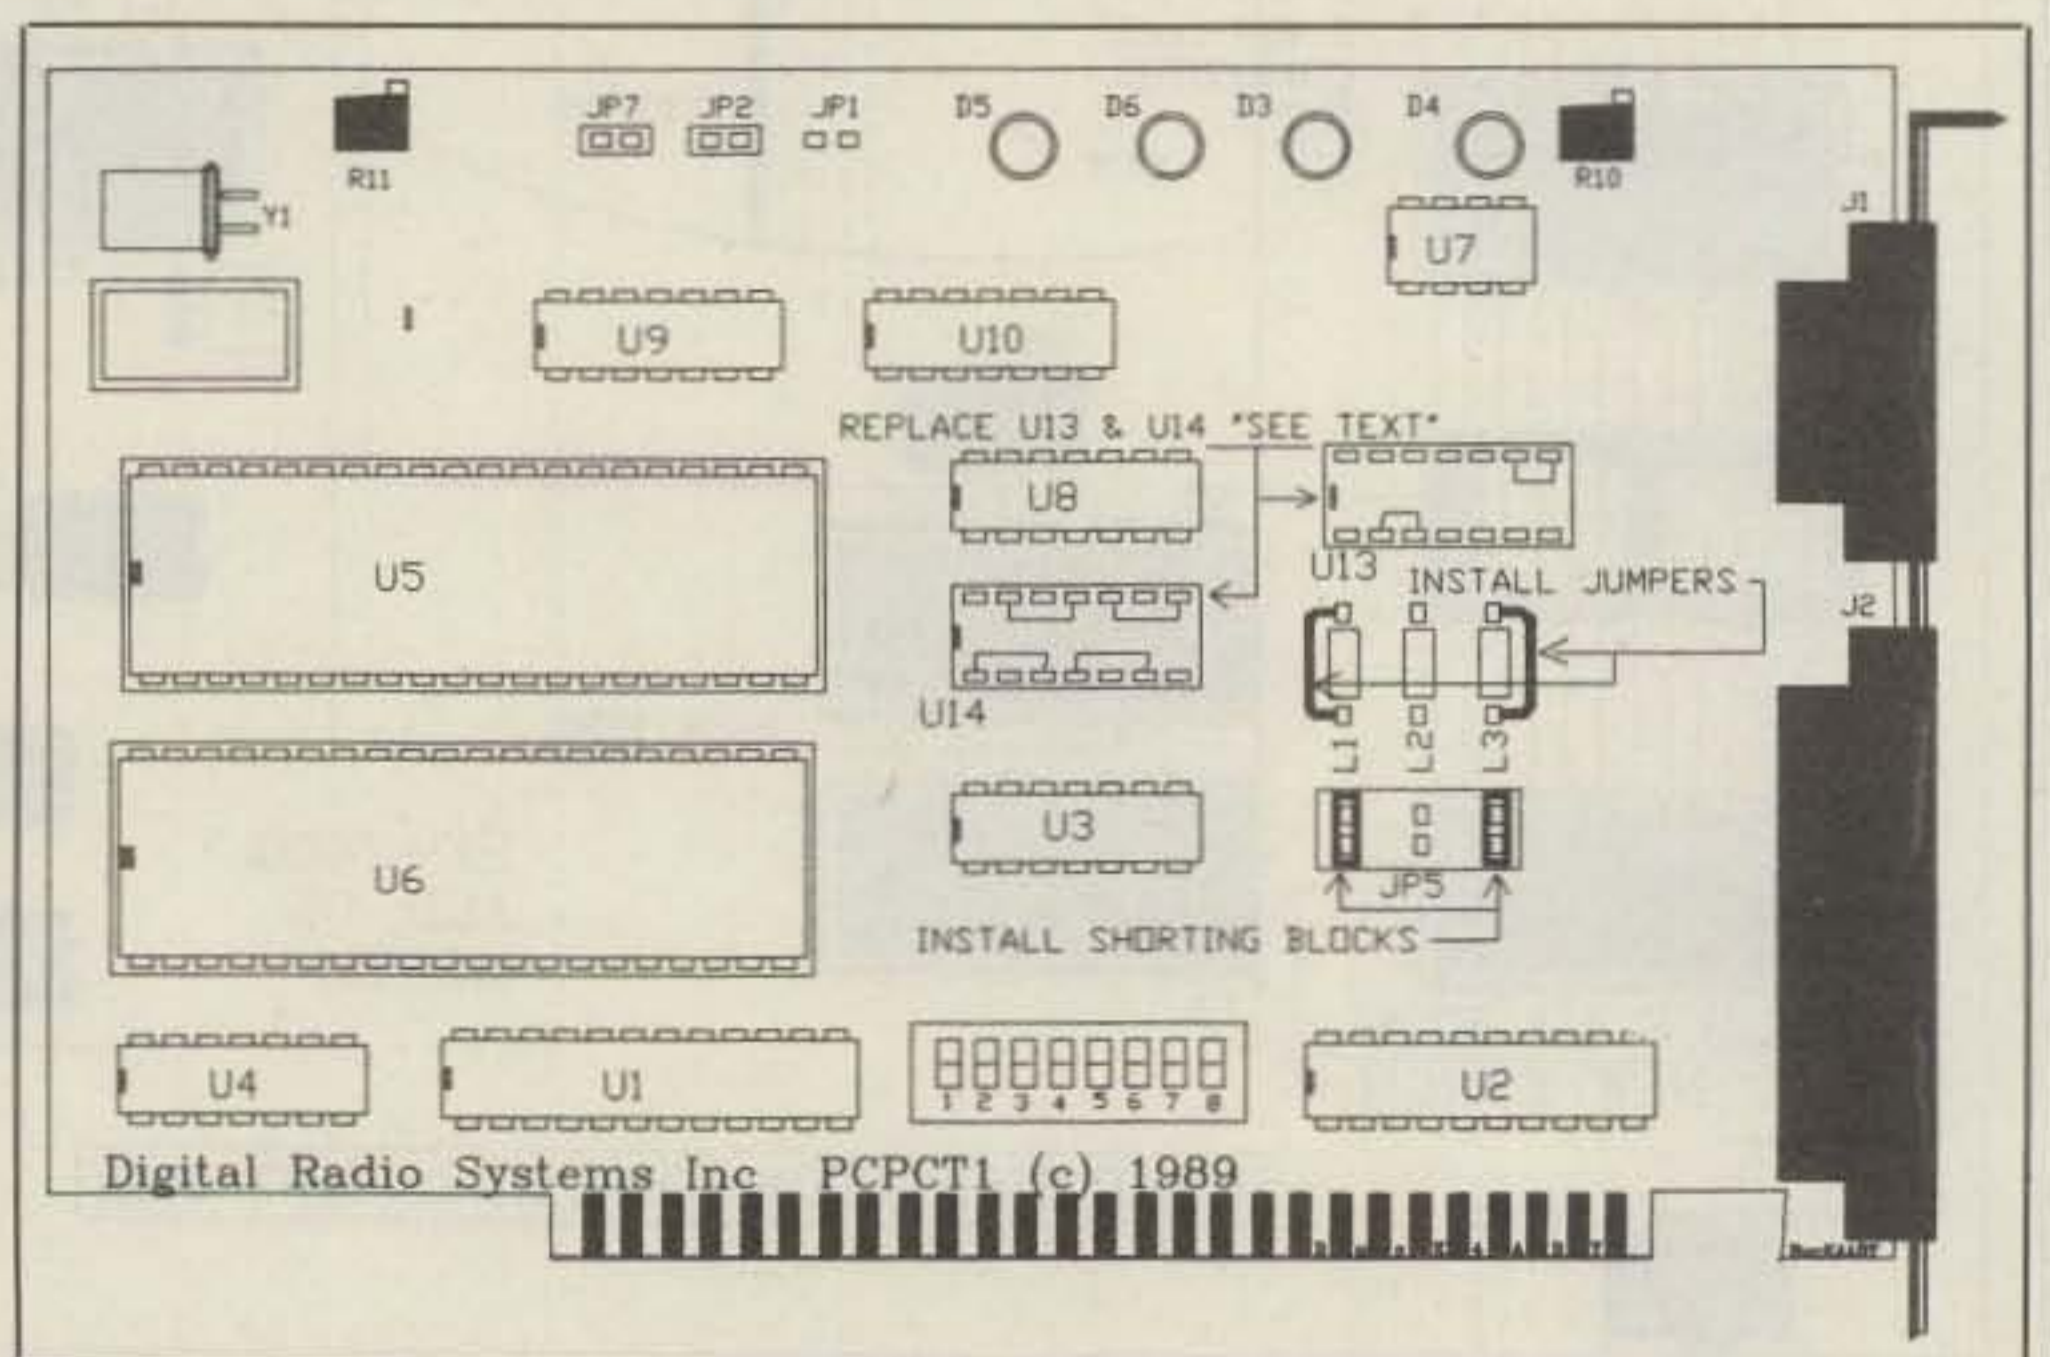 JP7 JP2 JP1 D5 D6 D3 D4
R11 R10
Y1 J1
U7
U9 U10
REPLACE U13 & U14 *SEE TEXT*
U8
U5 U13 INSTALL JUMPERS
J2
U14
L1 L2 L3
U3
U6 JP5
INSTALL SHORTING BLOCKS
U4 U1 U2
1 2 3 4 5 6 7 8
Digital Radio Systems Inc PCPCT1 (c) 1989